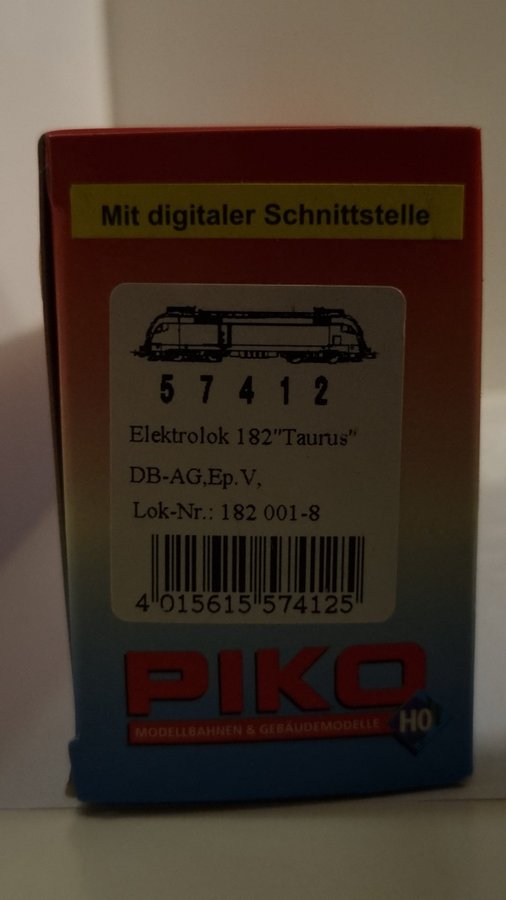 Mit digitaler Schnittstelle
5 7 4 1 2
Elektrolok 182"Taurus"
DB-AG,Ep.V,
Lok-Nr.: 182 001-8
4 015615 574125
PIKO
MODELLBAHNEN & GEBÄUDEMODELLE
H0